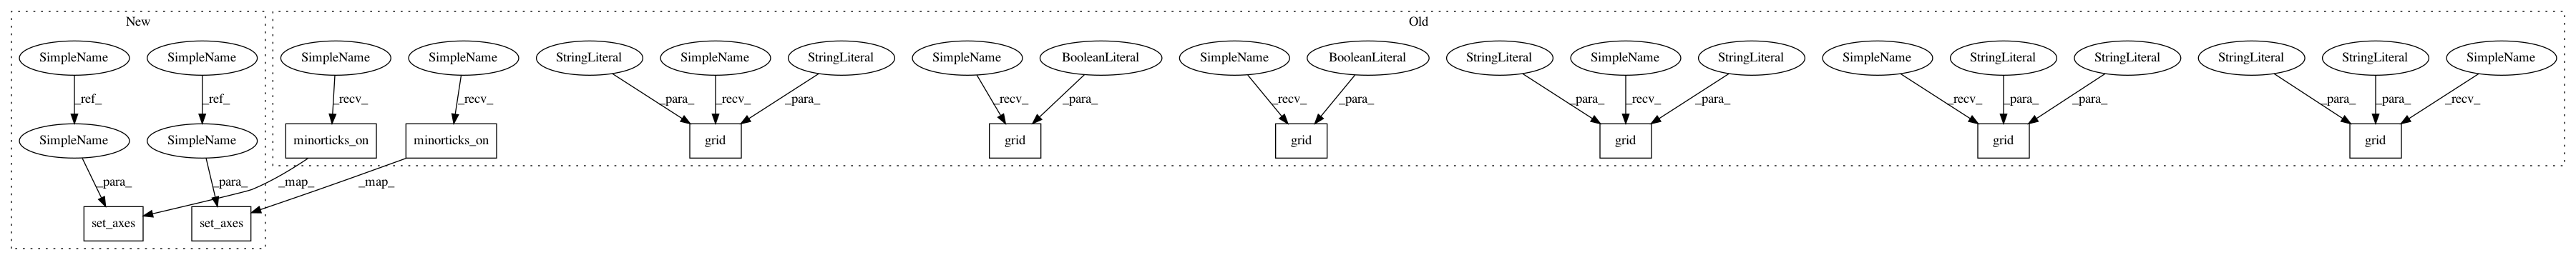 New Old
SimpleName SimpleName SimpleName SimpleName StringLiteral SimpleName StringLiteral SimpleName BooleanLiteral SimpleName BooleanLiteral StringLiteral SimpleName StringLiteral SimpleName StringLiteral StringLiteral StringLiteral StringLiteral SimpleName
_ref_ _ref_ _recv_ _recv_ _para_ _recv_ _para_ _recv_ _para_ _recv_ _para_ _para_ _recv_ _para_ _recv_ _para_ _para_ _para_ _para_ _recv_
SimpleName SimpleName minorticks_on minorticks_on grid grid grid grid grid grid
_para_ _para_ _map_ _map_
set_axes set_axes